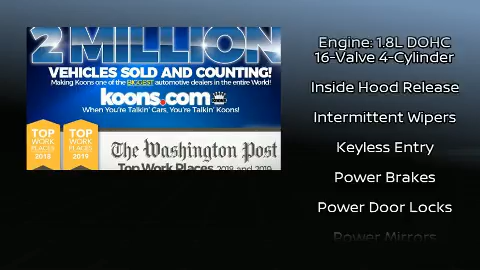 2 MILLION
VEHICLES SOLD AND COUNTING!
Making Koons one of the BIGGEST automotive dealers in the entire World!
koons.com
When You're Talkin' Cars, You're Talkin' Koons!
TOP
WORK
PLACES
2018
TOP
WORK
PLACES
2019
The Washington Post
Top Work Places 2018 and 2019
Engine: 1.8L DOHC
16-Valve 4-Cylinder
Inside Hood Release
Intermittent Wipers
Keyless Entry
Power Brakes
Power Door Locks
Power Mirrors